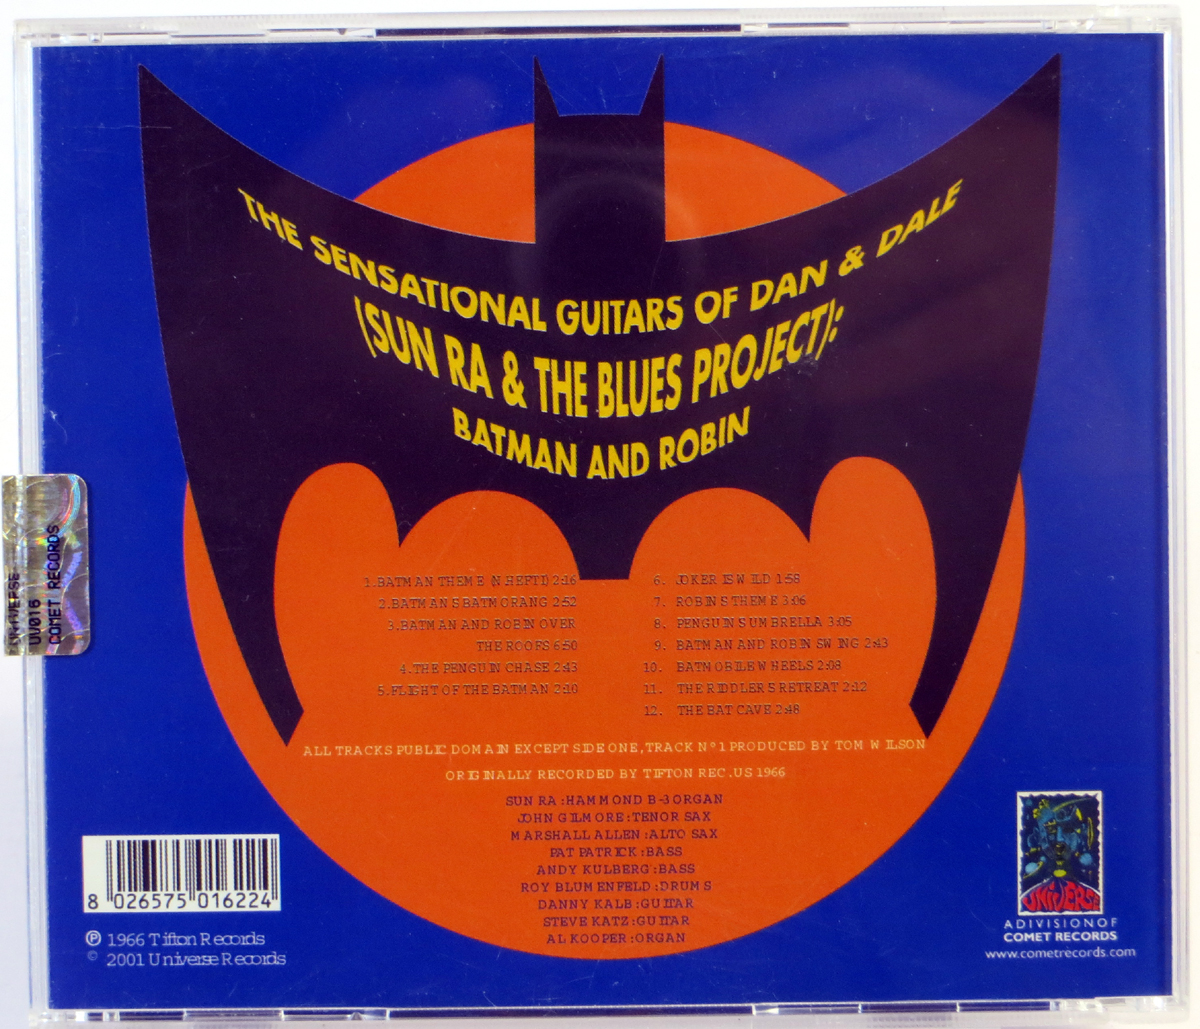 THE SENSATIONAL GUITARS OF DAN & DALE
(SUN RA & THE BLUES PROJECT):
BATMAN AND ROBIN
1.BATMAN THEME (N.HEFTI) 2:16
2.BATMAN'S BATMORANG 2:52
3.BATMAN AND ROBIN OVER
THE ROOFS 6:50
4.THE PENGUIN CHASE 2:43
5.FLIGHT OF THE BATMAN 2:10
6. JOKER IS WILD 1:58
7. ROBIN'S THEME 3:06
8. PENGUIN'S UMBRELLA 3:05
9. BATMAN AND ROBIN SWING 2:43
10. BATMOBILE WHEELS 2:08
11. THE RIDDLER'S RETREAT 2:12
12. THE BAT CAVE 2:48
ALL TRACKS PUBLIC DOMAIN EXCEPT SIDE ONE, TRACK N°1 PRODUCED BY TOM WILSON
ORIGINALLY RECORDED BY TIFTON REC. US 1966
SUN RA: HAMMOND B-3 ORGAN
JOHN GILMORE: TENOR SAX
MARSHALL ALLEN: ALTO SAX
PAT PATRICK: BASS
ANDY KULBERG: BASS
ROY BLUMENFELD: DRUMS
DANNY KALB: GUITAR
STEVE KATZ: GUITAR
AL KOOPER: ORGAN
UNIVERSE
UV016
COMET RECORDS
8 026575 016224
℗ 1966 Tifton Records
© 2001 Universe Records
UNIVERSE
A DIVISION OF
COMET RECORDS
www.cometrecords.com